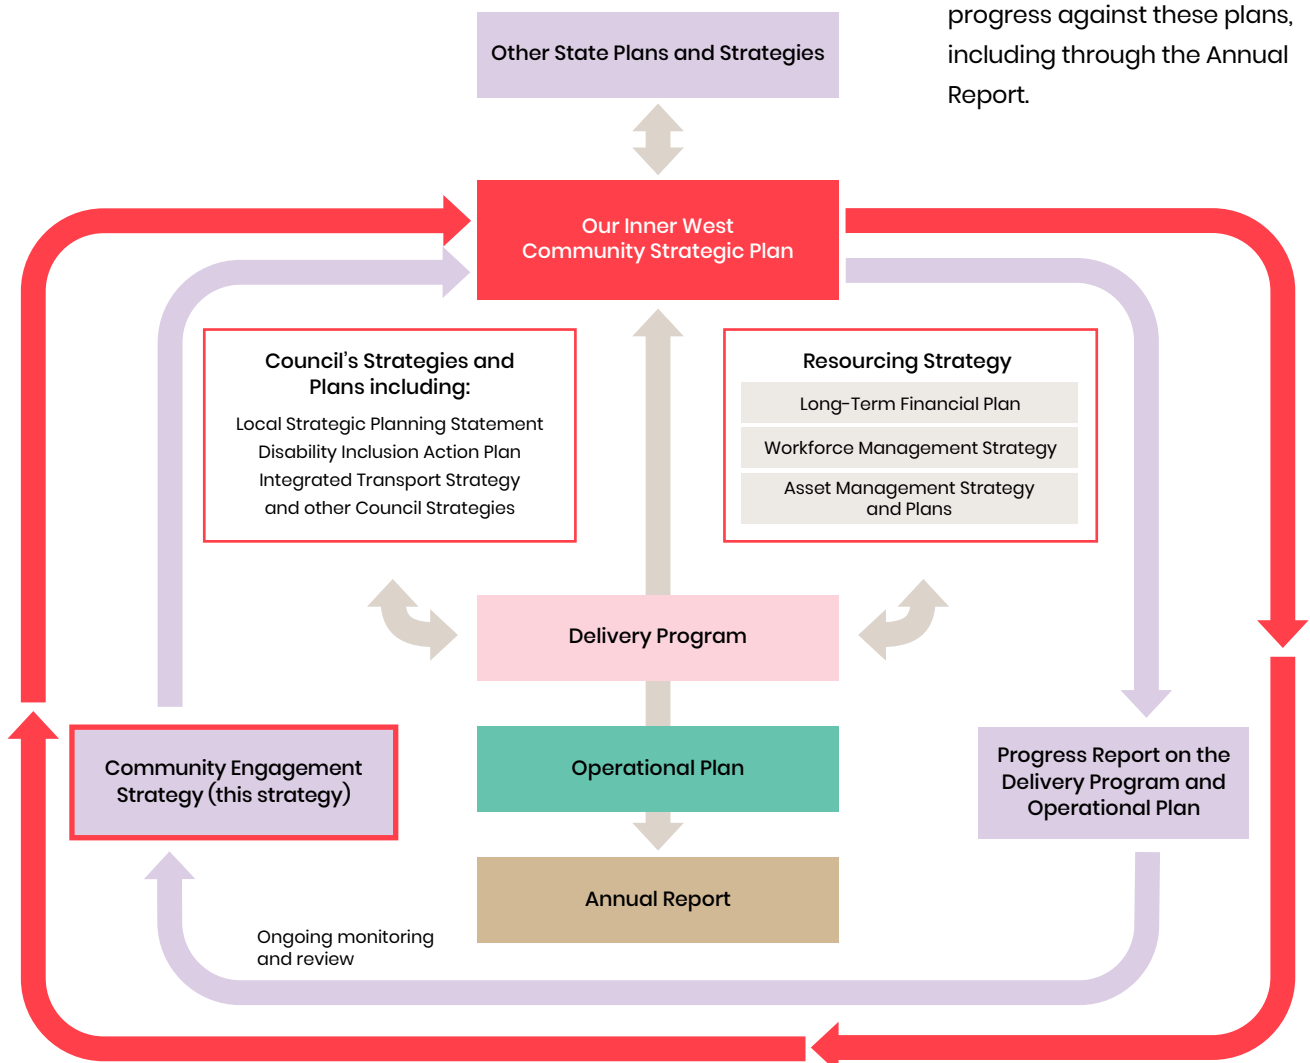 progress against these plans,
including through the Annual
Report.
Other State Plans and Strategies
Our Inner West
Community Strategic Plan
Council’s Strategies and
Plans including:
Local Strategic Planning Statement
Disability Inclusion Action Plan
Integrated Transport Strategy
and other Council Strategies
Resourcing Strategy
Long-Term Financial Plan
Workforce Management Strategy
Asset Management Strategy
and Plans
Delivery Program
Community Engagement
Strategy (this strategy)
Operational Plan
Progress Report on the
Delivery Program and
Operational Plan
Annual Report
Ongoing monitoring
and review